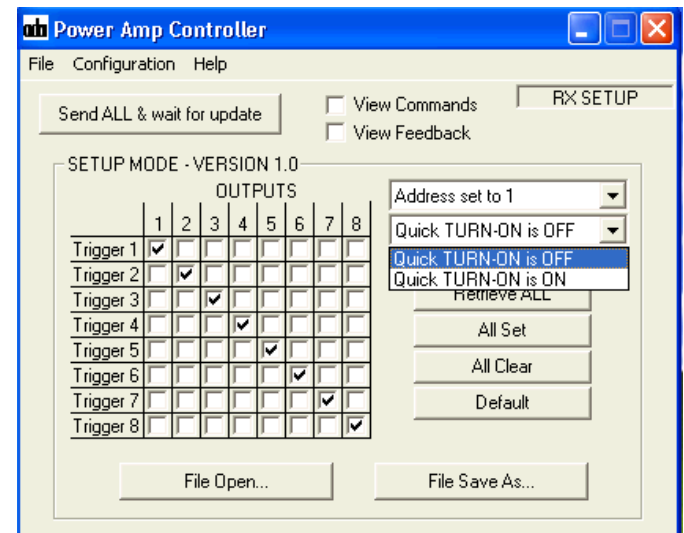 adn Power Amp Controller
File Configuration Help
Send ALL & wait for update
View Commands
RX SETUP
View Feedback
SETUP MODE - VERSION 1.0
OUTPUTS
Address set to 1
1 2 3 4 5 6 7 8
Quick TURN-ON is OFF
Trigger 1
Quick TURN-ON is OFF
Trigger 2
Quick TURN-ON is ON
Trigger 3
Retrieve ALL
Trigger 4
All Set
Trigger 5
All Clear
Trigger 6
Trigger 7
Default
Trigger 8
File Open...
File Save As...